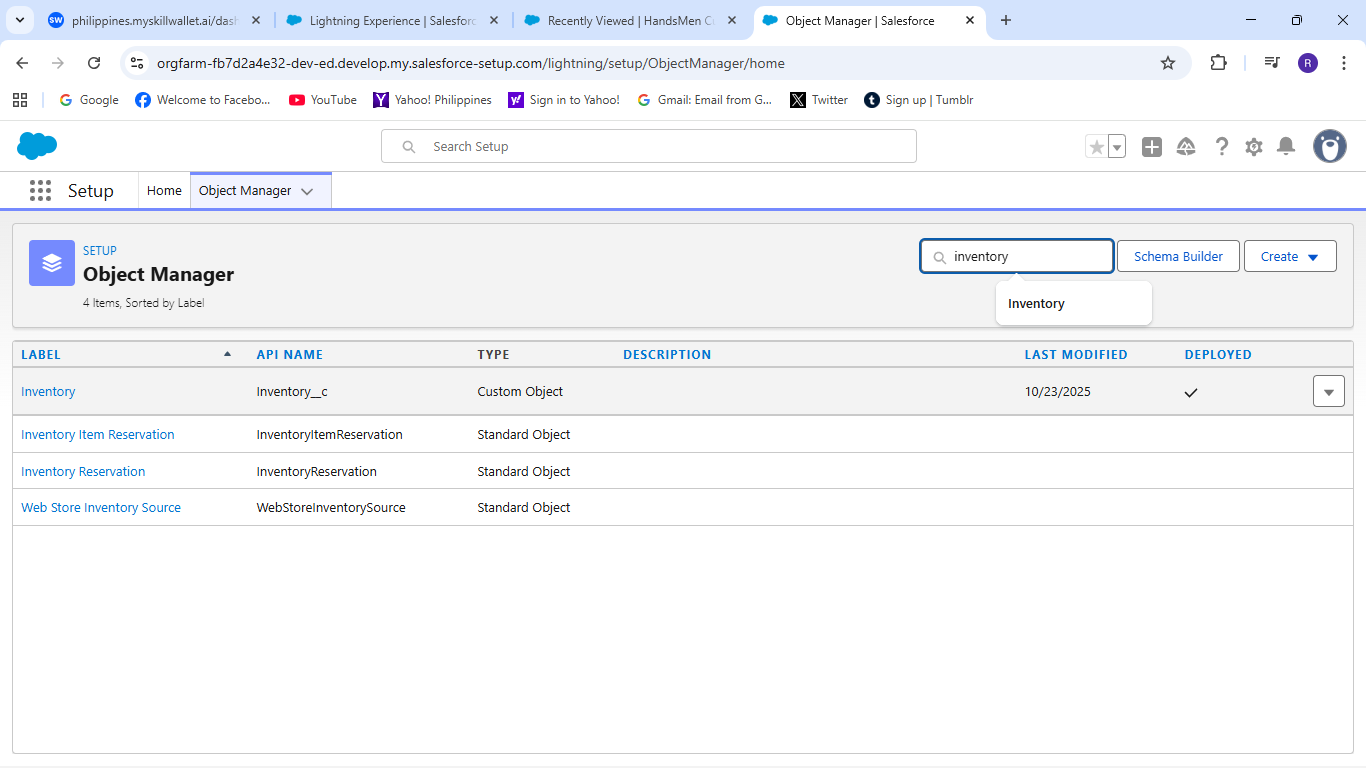 SW philippines.myskillwallet.ai/dash
Lightning Experience | Salesforc
Recently Viewed | HandsMen Cu
Object Manager | Salesforce
orgfarm-fb7d2a4e32-dev-ed.develop.my.salesforce-setup.com/lightning/setup/ObjectManager/home
R
Google Welcome to Facebo... YouTube Yahoo! Philippines Sign in to Yahoo! Gmail: Email from G... Twitter Sign up | Tumblr
Search Setup
Setup Home Object Manager
SETUP
Object Manager
4 Items, Sorted by Label
inventory
Schema Builder
Create
Inventory
LABEL API NAME TYPE DESCRIPTION LAST MODIFIED DEPLOYED
Inventory Inventory__c Custom Object 10/23/2025
Inventory Item Reservation InventoryItemReservation Standard Object
Inventory Reservation InventoryReservation Standard Object
Web Store Inventory Source WebStoreInventorySource Standard Object